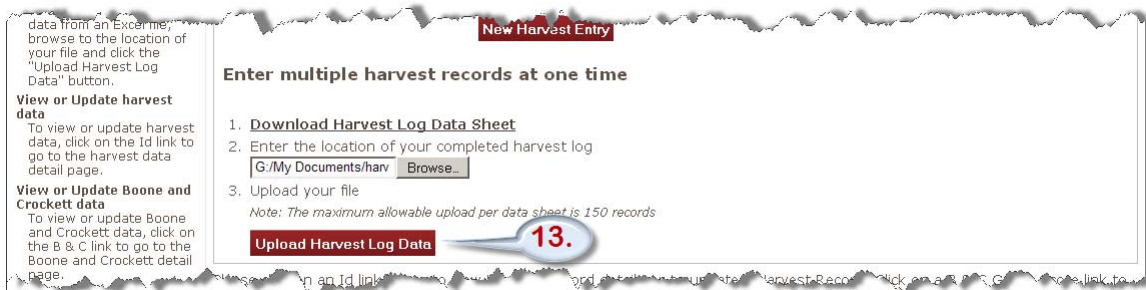 data from an Excel file,
browse to the location of
your file and click the
"Upload Harvest Log
Data" button.
View or Update harvest
data
To view or update harvest
data, click on the Id link to
go to the harvest data
detail page.
View or Update Boone and
Crockett data
To view or update Boone
and Crockett data, click on
the B & C link to go to the
Boone and Crockett detail
page.
New Harvest Entry
Enter multiple harvest records at one time
1. Download Harvest Log Data Sheet
2. Enter the location of your completed harvest log
G:/My Documents/harv Browse...
3. Upload your file
Note: The maximum allowable upload per data sheet is 150 records
Upload Harvest Log Data 13.
an Id link